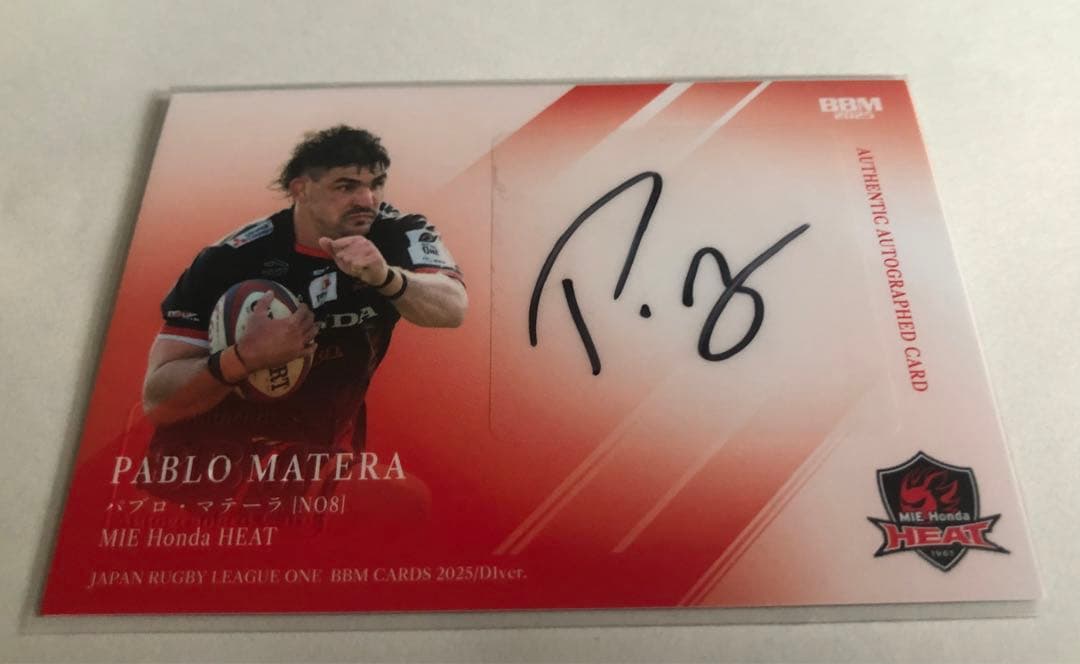 BBM
2025
AUTHENTIC AUTOGRAPHED CARD
PABLO MATERA
パブロ・マテーラ [NO8]
MIE Honda HEAT
JAPAN RUGBY LEAGUE ONE BBM CARDS 2025/D1ver.
MIE Honda
HEAT